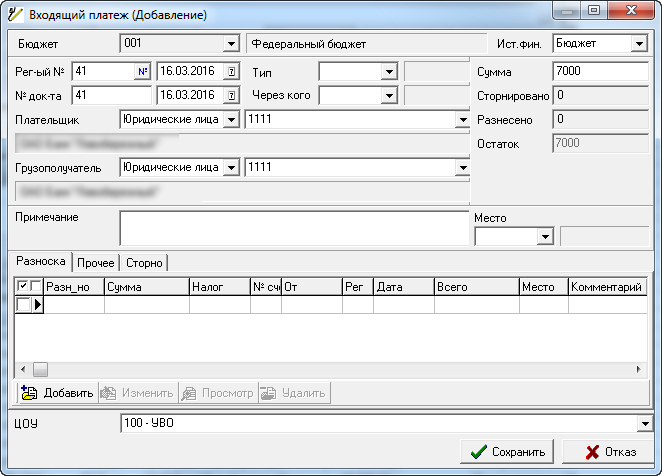 Входящий платеж (Добавление)
Бюджет 001 Федеральный бюджет Ист.фин. Бюджет
Рег-ый № 41 № 16.03.2016 7 Тип Сумма 7000
№ док-та 41 16.03.2016 7 Через кого Сторнировано 0
Плательщик Юридические лица 1111 Разнесено 0
Остаток 7000
Грузополучатель Юридические лица 1111
Примечание Место
Разноска Прочее Сторно
Разн_но Сумма Налог № сч От Рег Дата Всего Место Комментарий
Добавить Изменить Просмотр Удалить
ЦОУ 100 - УВО
Сохранить Отказ